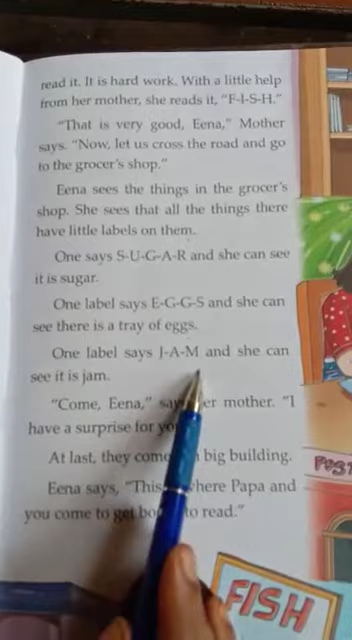 read it. It is hard work. With a little help
from her mother, she reads it, "F-I-S-H."
"That is very good, Eena," Mother
says. "Now, let us cross the road and go
to the grocer's shop."
Eena sees the things in the grocer's
shop. She sees that all the things there
have little labels on them.
One says S-U-G-A-R and she can see
it is sugar.
One label says E-G-G-S and she can
see there is a tray of eggs.
One label says J-A-M and she can
see it is jam.
"Come, Eena," mother. "I
have a surprise for
At last, they come big building.
Eena says, "This where Papa and
you come to get to read."
FISH